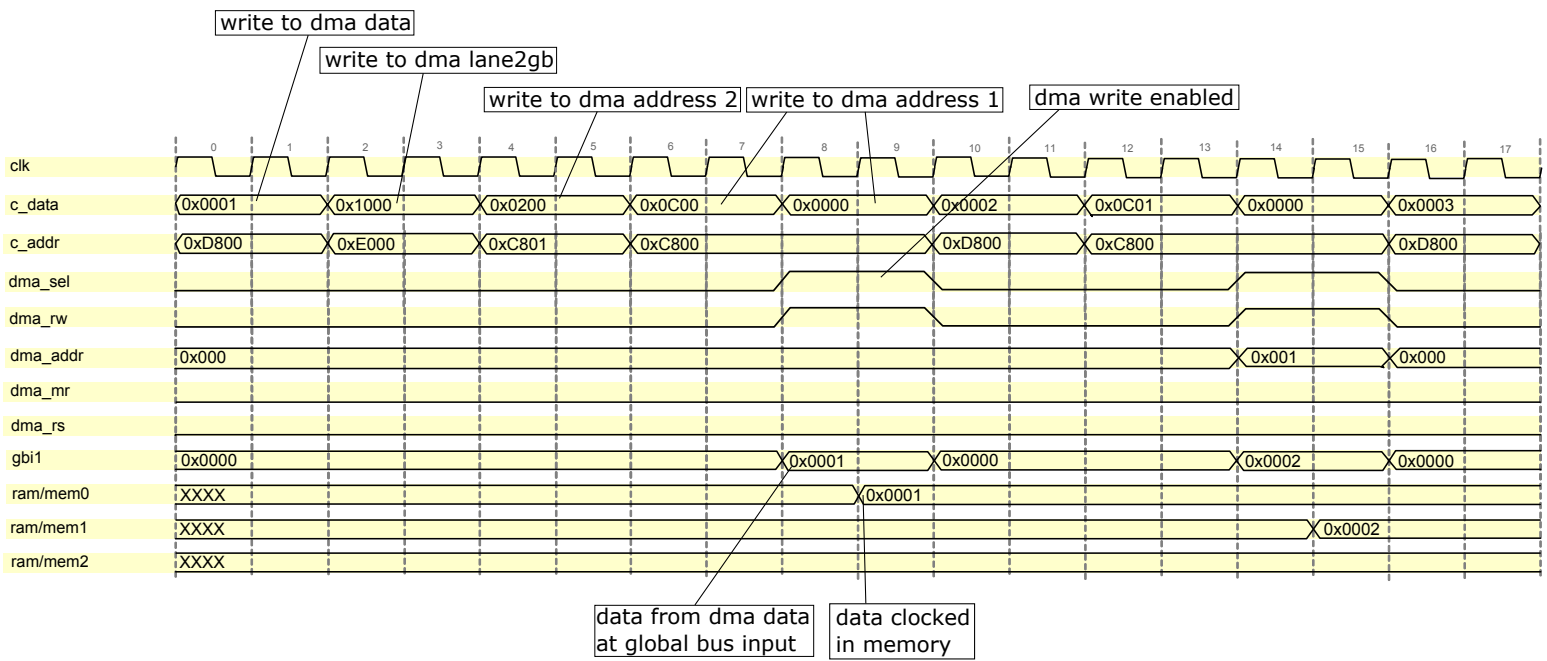 write to dma data
write to dma lane2gb
write to dma address 2 write to dma address 1 dma write enabled
0 1 2 3 4 5 6 7 8 9 10 11 12 13 14 15 16 17
clk
c_data 0x0001 0x1000 0x0200 0x0C00 0x0000 0x0002 0x0C01 0x0000 0x0003
c_addr 0xD800 0xE000 0xC801 0xC800 0xD800 0xC800 0xD800
dma_sel
dma_rw
dma_addr 0x000 0x001 0x000
dma_mr
dma_rs
gbi1 0x0000 0x0001 0x0000 0x0002 0x0000
ram/mem0 XXXX 0x0001
ram/mem1 XXXX 0x0002
ram/mem2 XXXX
data from dma data
at global bus input
data clocked
in memory